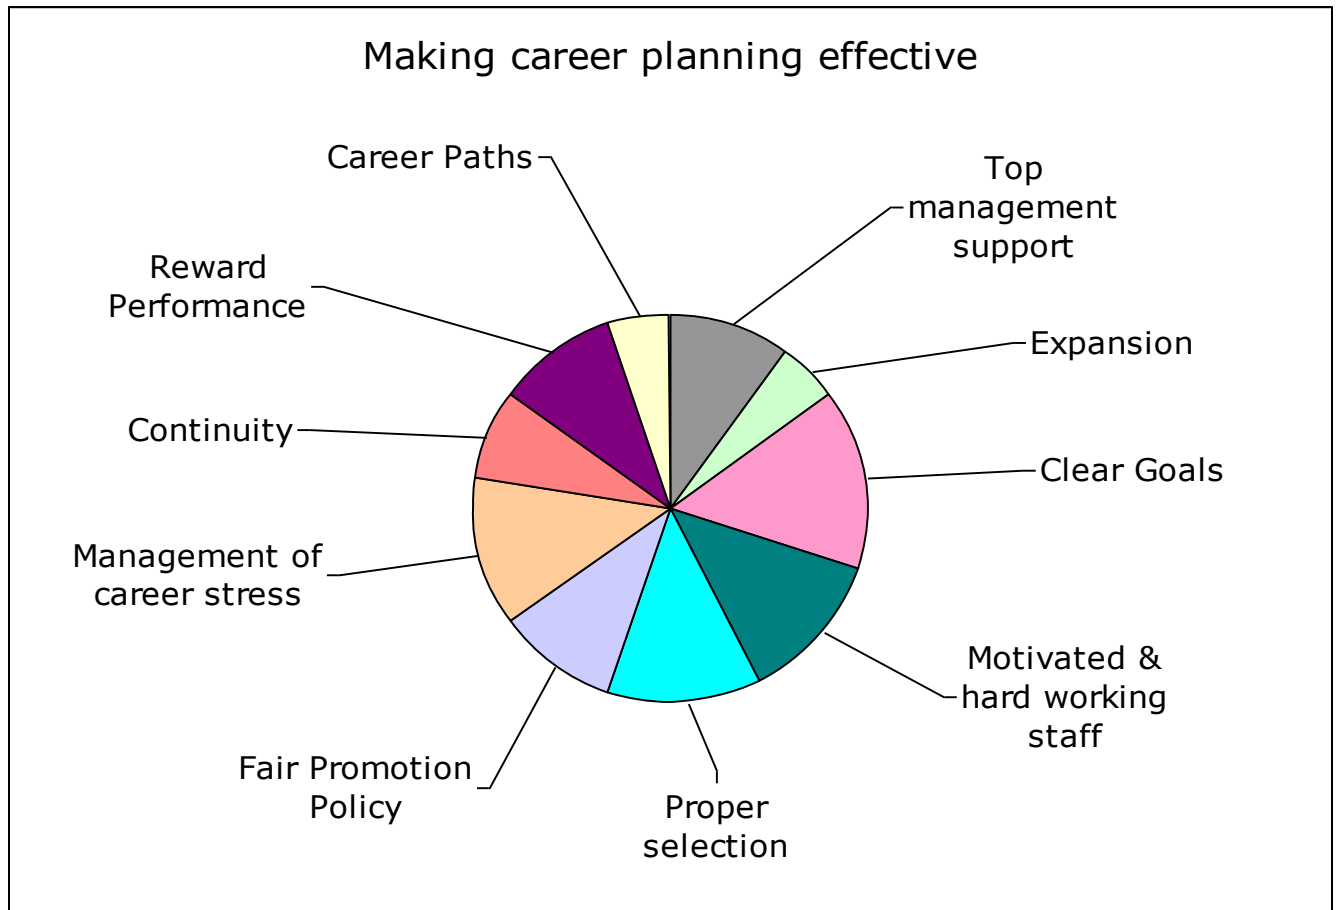 Making career planning effective
Career Paths
Top
management
support
Reward
Performance
Expansion
Continuity
Clear Goals
Management of
career stress
Motivated &
hard working
staff
Fair Promotion
Policy
Proper
selection